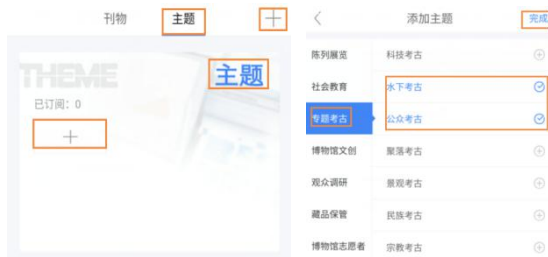 刊物 主题
THEME
主题
已订阅：0
添加主题 完成
陈列展览 科技考古
社会教育 水下考古
专题考古 公众考古
博物馆文创 聚落考古
观众调研 景观考古
藏品保管 民族考古
博物馆志愿者 宗教考古